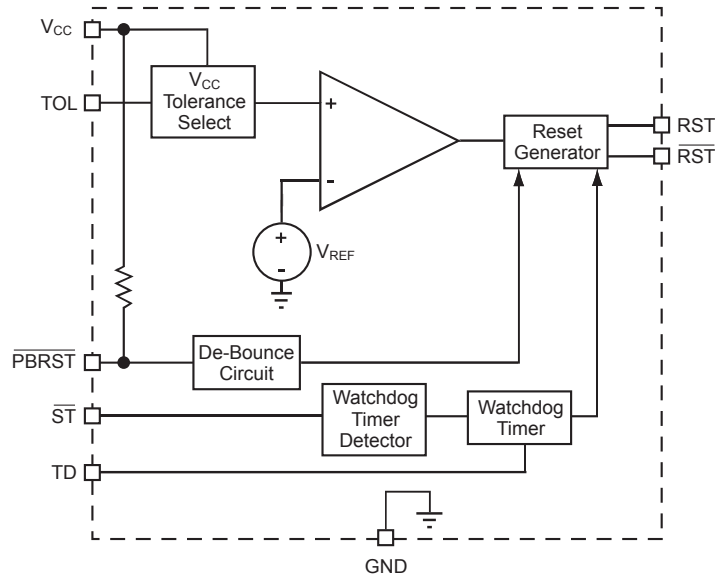 VCC
TOL
VCC
Tolerance
Select
+
-
+
-
VREF
Reset
Generator
RST
RST
PBRST
De-Bounce
Circuit
ST
Watchdog
Timer
Detector
Watchdog
Timer
TD
GND